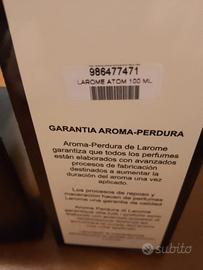 986477471
LAROME ATOM 100 ML
GARANTIA AROMA-PERDURA
Aroma-Perdura de Larome
garantiza que todos los perfumes
están elaborados con avanzados
procesos de fabricación
destinados a aumentar la
duración del aroma una vez
aplicado.
Los procesos de reposo y
maceración hacen de perfumes
Larome una garantía de calidad
Aroma Perdura di Larome
subito